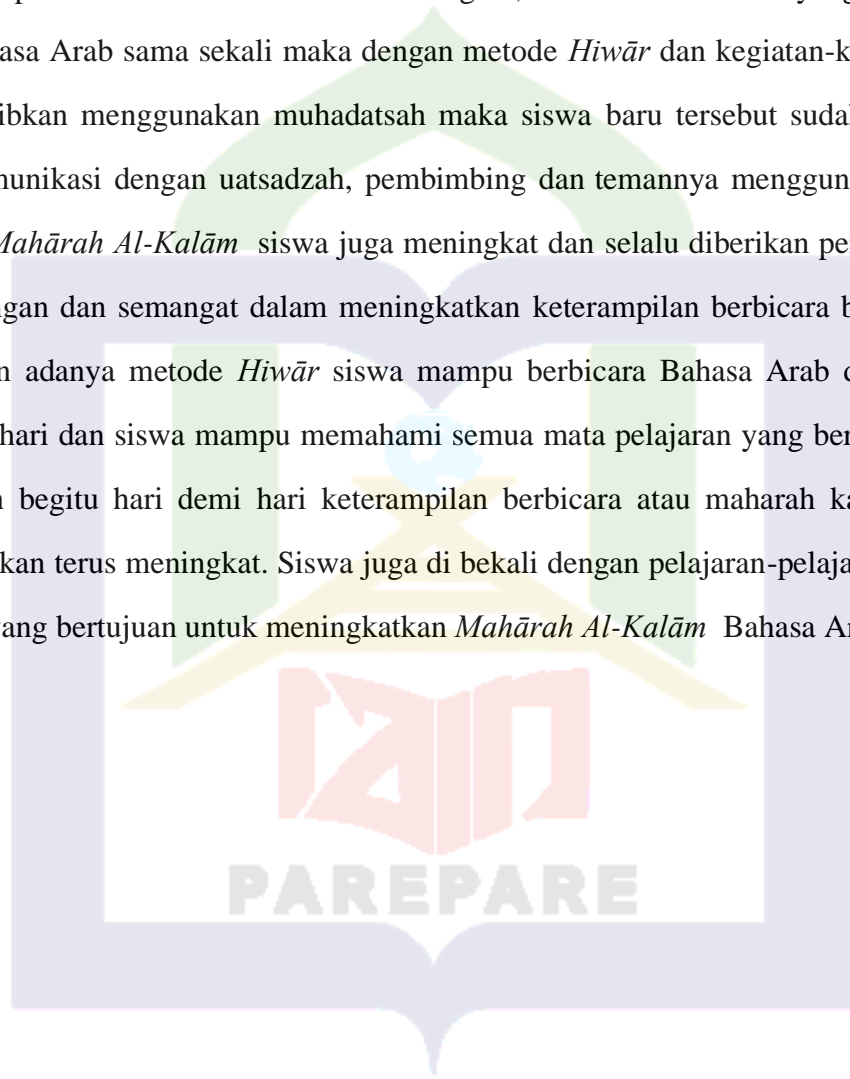 asa Arab sama sekali maka dengan metode Hiwār dan kegiatan-k
ibkan menggunakan muhadatsah maka siswa baru tersebut sudal
nunikasi dengan uatsadzah, pembimbing dan temannya menggun
Mahārah Al-Kalām siswa juga meningkat dan selalu diberikan pe
ngan dan semangat dalam meningkatkan keterampilan berbicara b
n adanya metode Hiwār siswa mampu berbicara Bahasa Arab d
hari dan siswa mampu memahami semua mata pelajaran yang ber
n begitu hari demi hari keterampilan berbicara atau maharah ka
kan terus meningkat. Siswa juga di bekali dengan pelajaran-pelaja
yang bertujuan untuk meningkatkan Mahārah Al-Kalām Bahasa Ar
PAREPARE